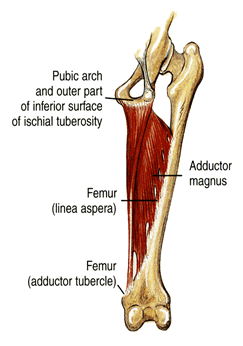 Pubic arch
and outer part
of inferior surface
of ischial tuberosity
Adductor
magnus
Femur
(linea aspera)
Femur
(adductor tubercle)